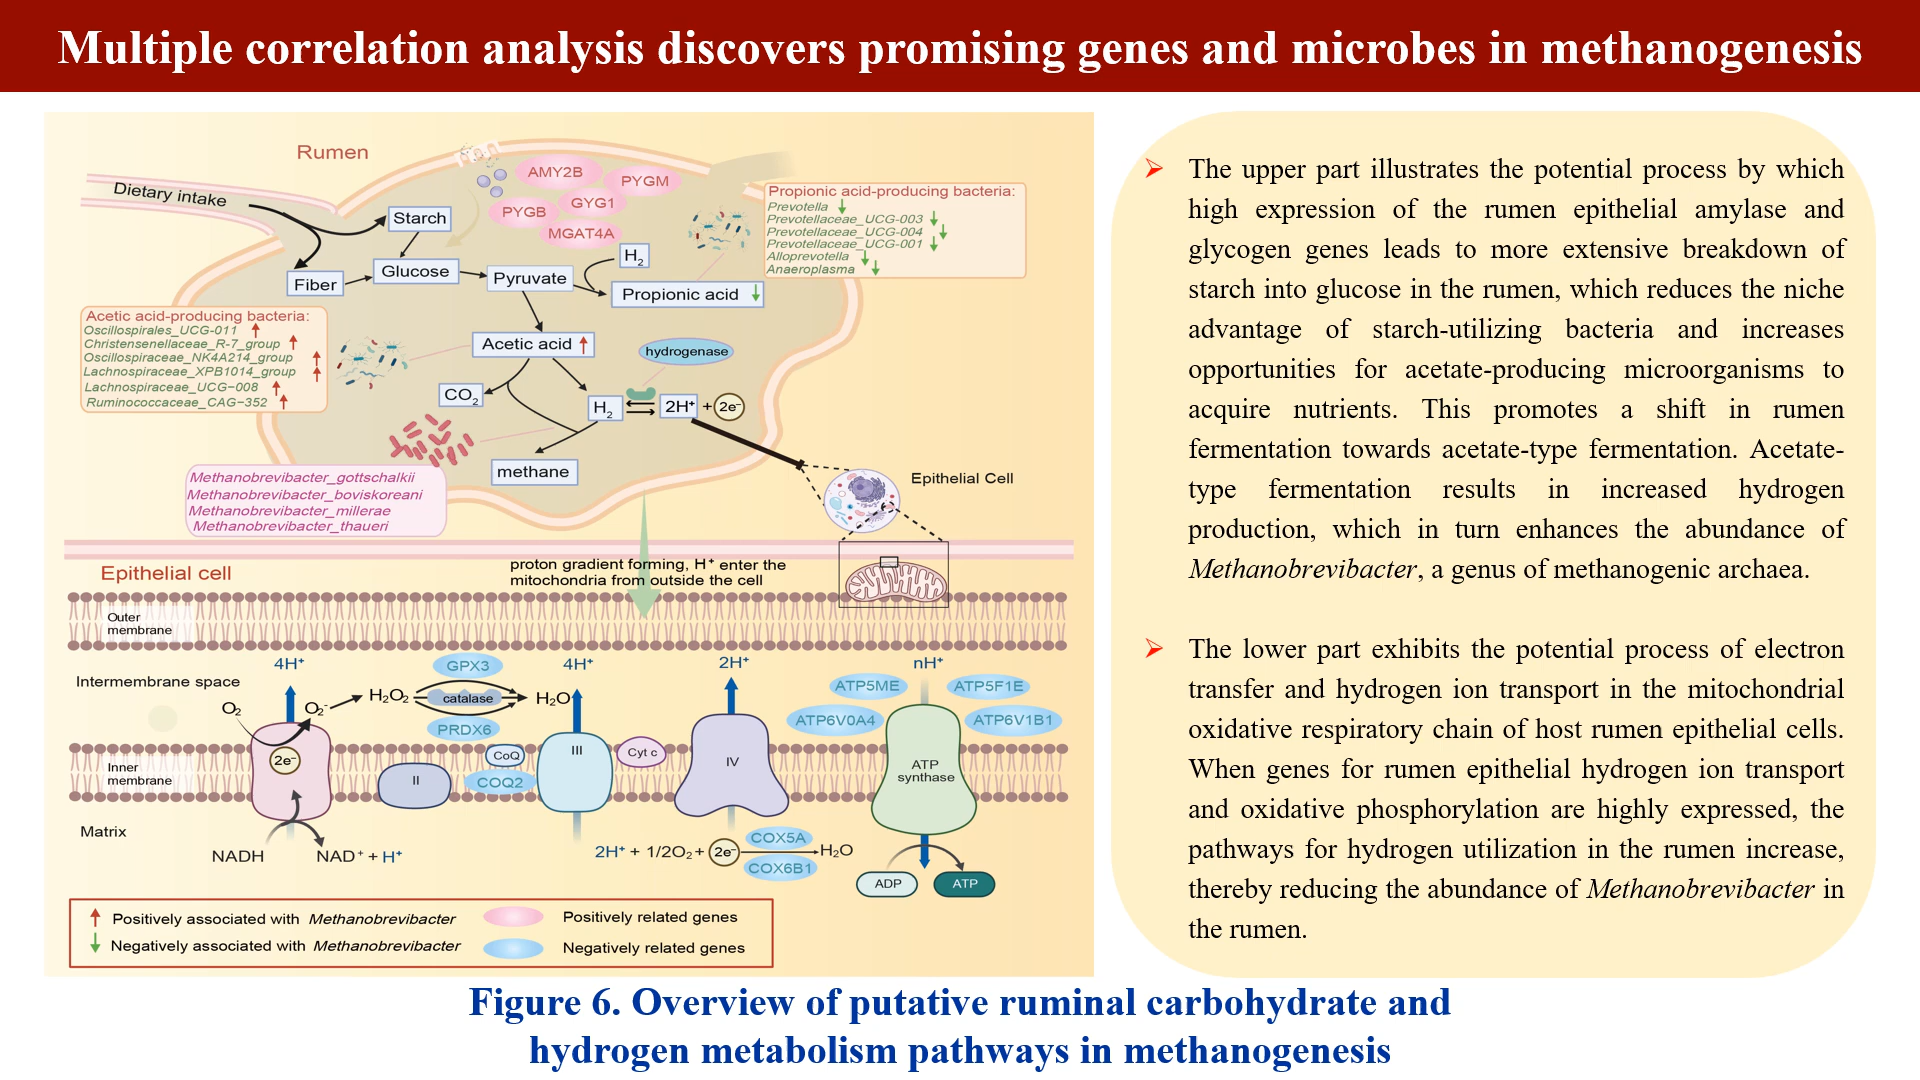 Multiple correlation analysis discovers promising genes and microbes in methanogenesis
Rumen
Dietary intake
Starch
Fiber
Glucose
Pyruvate
AMY2B
PYGM
GYG1
PYGB
MGAT4A
H₂
Propionic acid
Propionic acid-producing bacteria:
Prevotella
Prevotellaceae_UCG-003
Prevotellaceae_UCG-004
Prevotellaceae_UCG-001
Alloprevotella
Anaeroplasma
Acetic acid-producing bacteria:
Oscillospirales_UCG-011
Christensenellaceae_R-7_group
Oscillospiraceae_NK4A214_group
Lachnospiraceae_XPB1014_group
Lachnospiraceae_UCG−008
Ruminococcaceae_CAG−352
Acetic acid
hydrogenase
CO₂
H₂
2H⁺
+ 2e⁻
methane
Methanobrevibacter_gottschalkii
Methanobrevibacter_boviskoreani
Methanobrevibacter_millerae
Methanobrevibacter_thaueri
Epithelial Cell
Epithelial cell
proton gradient forming, H⁺ enter the
mitochondria from outside the cell
Outer
membrane
4H⁺
GPX3
4H⁺
2H⁺
nH⁺
Intermembrane space
O₂
O₂⁻
H₂O₂
catalase
H₂O
PRDX6
ATP5ME
ATP5F1E
ATP6V0A4
ATP6V1B1
Inner
membrane
2e⁻
II
CoQ
COQ2
III
Cyt c
IV
ATP
synthase
Matrix
NADH
NAD⁺ + H⁺
2H⁺ + 1/2O₂ + 2e⁻
COX5A
COX6B1
H₂O
ADP
ATP
Positively associated with Methanobrevibacter
Negatively associated with Methanobrevibacter
Positively related genes
Negatively related genes
The upper part illustrates the potential process by which
high expression of the rumen epithelial amylase and
glycogen genes leads to more extensive breakdown of
starch into glucose in the rumen, which reduces the niche
advantage of starch-utilizing bacteria and increases
opportunities for acetate-producing microorganisms to
acquire nutrients. This promotes a shift in rumen
fermentation towards acetate-type fermentation. Acetate-
type fermentation results in increased hydrogen
production, which in turn enhances the abundance of
Methanobrevibacter, a genus of methanogenic archaea.
The lower part exhibits the potential process of electron
transfer and hydrogen ion transport in the mitochondrial
oxidative respiratory chain of host rumen epithelial cells.
When genes for rumen epithelial hydrogen ion transport
and oxidative phosphorylation are highly expressed, the
pathways for hydrogen utilization in the rumen increase,
thereby reducing the abundance of Methanobrevibacter in
the rumen.
Figure 6. Overview of putative ruminal carbohydrate and
hydrogen metabolism pathways in methanogenesis